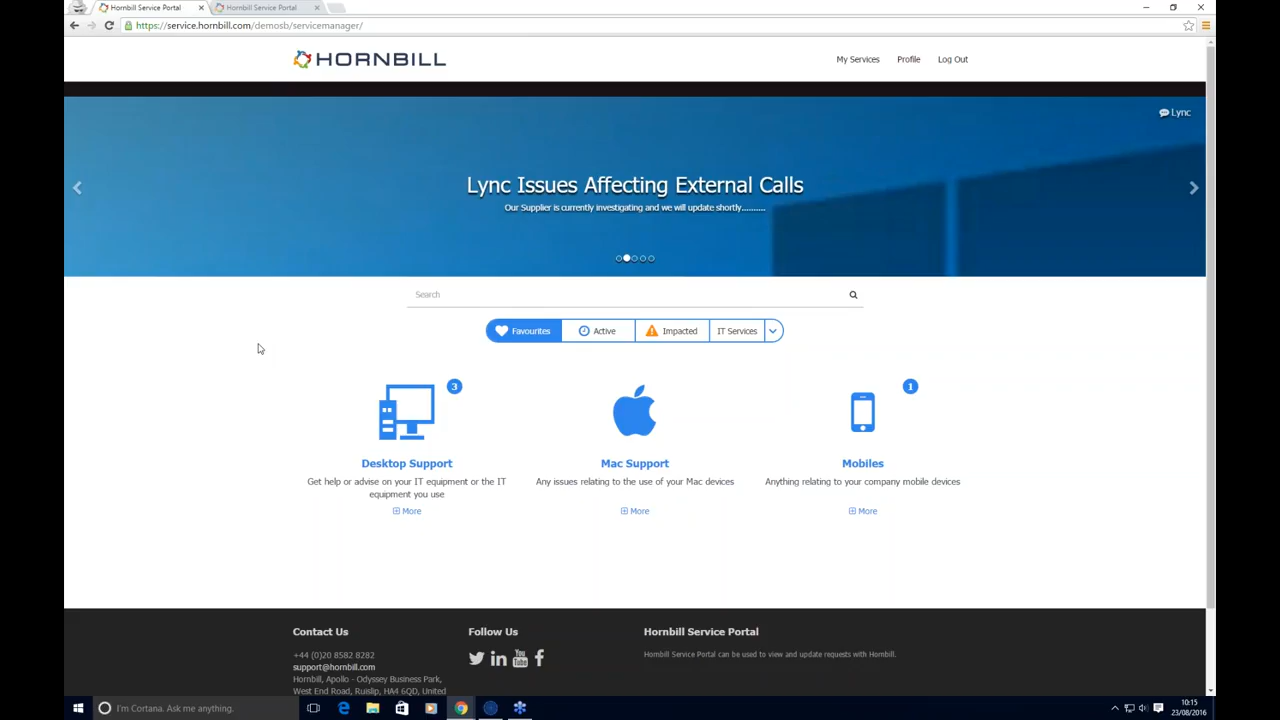 Hornbill Service Portal
Hornbill Service Portal
https://service.hornbill.com/demosb/servicemanager/
HORNBILL
My Services
Profile
Log Out
Lync
Lync Issues Affecting External Calls
Our Supplier is currently investigating and we will update shortly..........
Search
Favourites
Active
Impacted
IT Services
3
1
Desktop Support
Mac Support
Mobiles
Get help or advise on your IT equipment or the IT
equipment you use
Any issues relating to the use of your Mac devices
Anything relating to your company mobile devices
More
More
More
Contact Us
Follow Us
Hornbill Service Portal
+44 (0)20 8582 8282
support@hornbill.com
Hornbill, Apollo - Odyssey Business Park,
West End Road, Ruislip, HA4 6QD, United
You
Tube
Hornbill Service Portal can be used to view and update requests with Hornbill.
I'm Cortana. Ask me anything.
10:15
23/08/2016